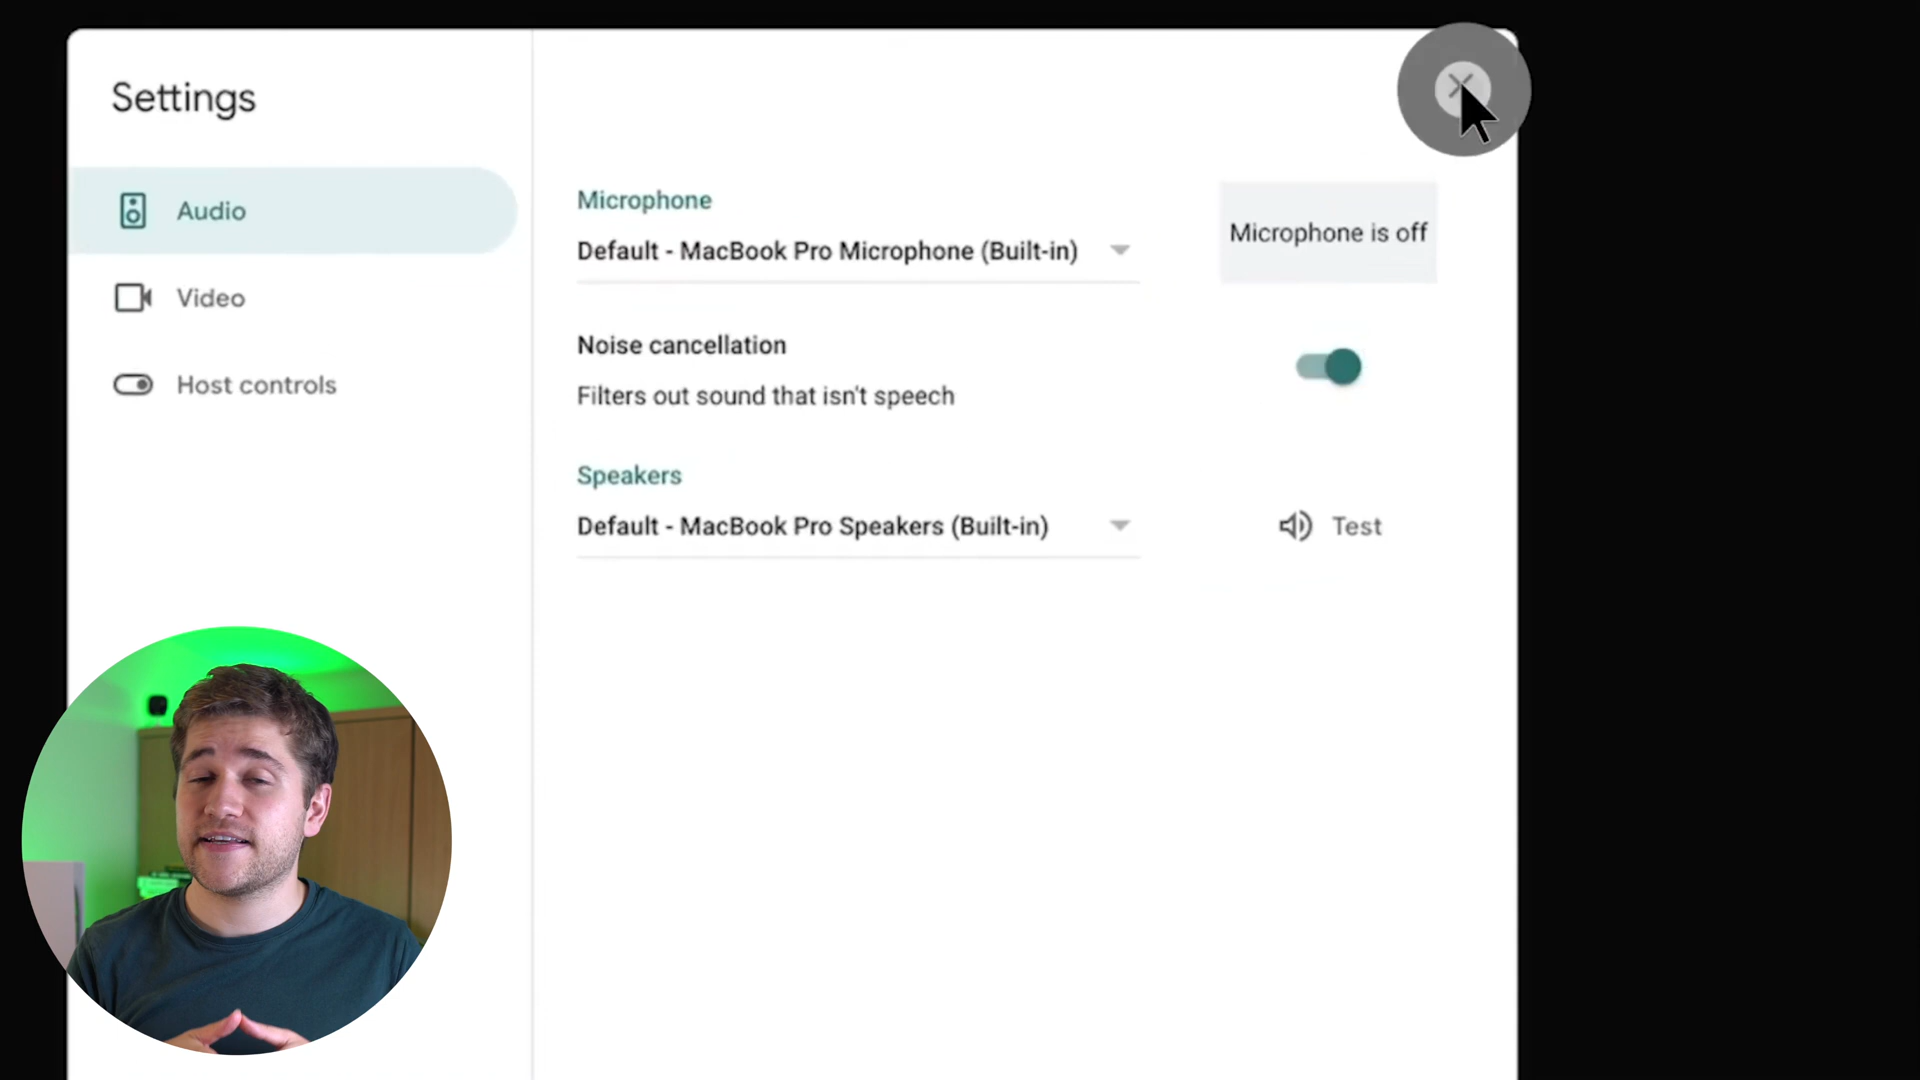 Settings
Audio
Video
Host controls
Microphone
Default - MacBook Pro Microphone (Built-in)
Microphone is off
Noise cancellation
Filters out sound that isn't speech
Speakers
Default - MacBook Pro Speakers (Built-in)
Test